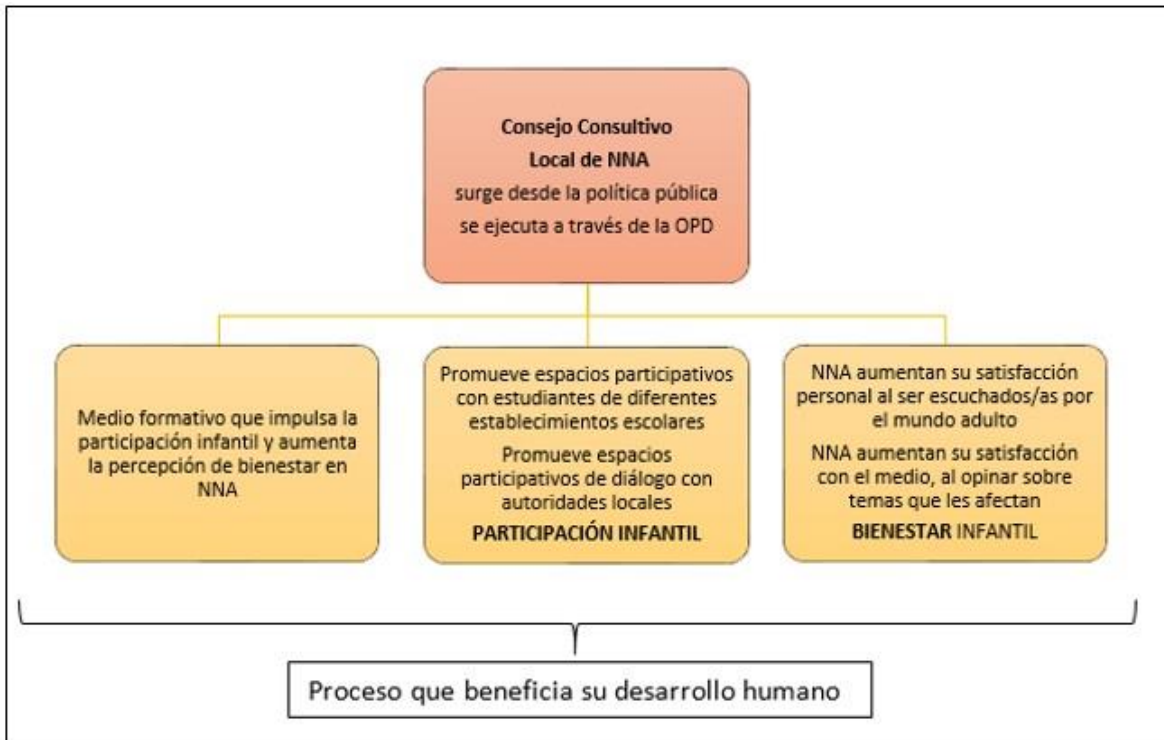 Consejo Consultivo
Local de NNA
surge desde la política pública
se ejecuta a través de la OPD
Medio formativo que impulsa la
participación infantil y aumenta
la percepción de bienestar en
NNA
Promueve espacios participativos
con estudiantes de diferentes
establecimientos escolares
Promueve espacios
participativos de diálogo con
autoridades locales
PARTICIPACIÓN INFANTIL
NNA aumentan su satisfacción
personal al ser escuchados/as por
el mundo adulto
NNA aumentan su satisfacción
con el medio, al opinar sobre
temas que les afectan
BIENESTAR INFANTIL
Proceso que beneficia su desarrollo humano